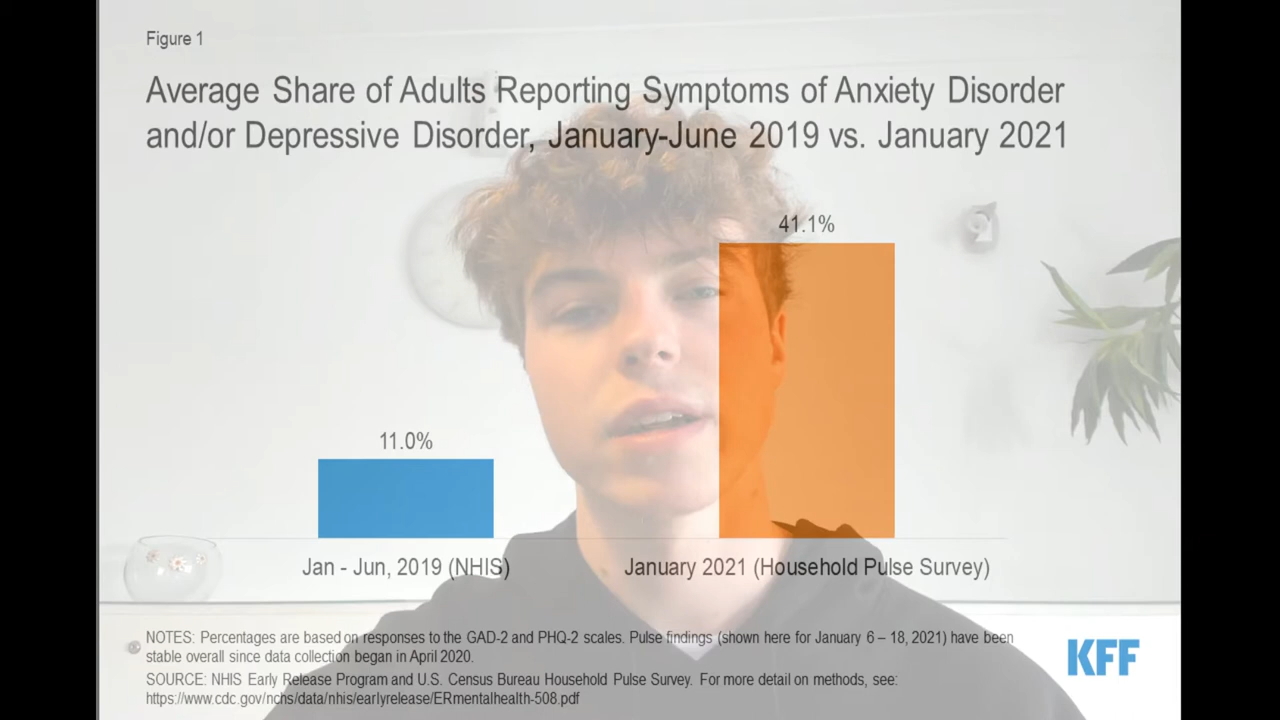 Figure 1
Average Share of Adults Reporting Symptoms of Anxiety Disorder
and/or Depressive Disorder, January-June 2019 vs. January 2021
41.1%
11.0%
Jan - Jun, 2019 (NHIS)
January 2021 (Household Pulse Survey)
NOTES: Percentages are based on responses to the GAD-2 and PHQ-2 scales. Pulse findings (shown here for January 6 – 18, 2021) have been
stable overall since data collection began in April 2020.
SOURCE: NHIS Early Release Program and U.S. Census Bureau Household Pulse Survey. For more detail on methods, see:
https://www.cdc.gov/nchs/data/nhis/earlyrelease/ERmentalhealth-508.pdf
KFF